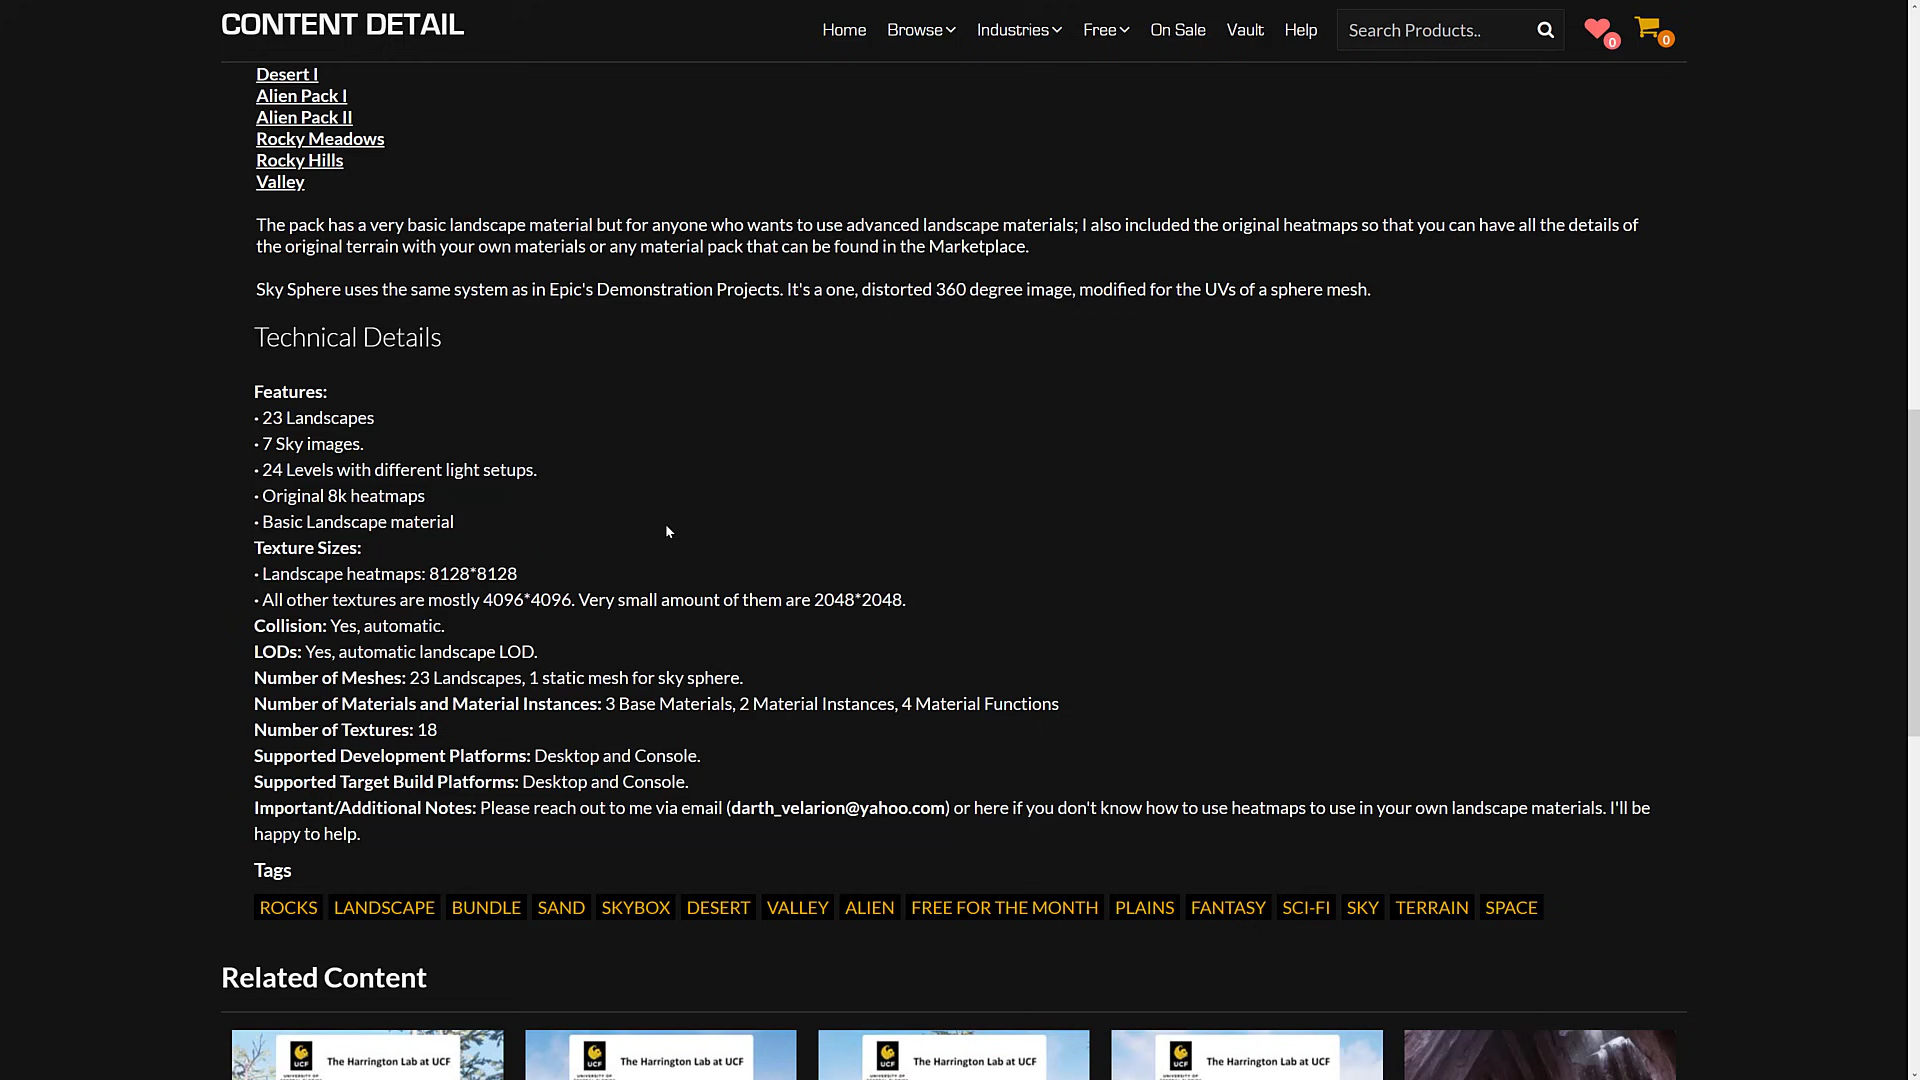 CONTENT DETAIL
Home Browse Industries Free On Sale Vault Help Search Products.. 0 0
Desert I
Alien Pack I
Alien Pack II
Rocky Meadows
Rocky Hills
Valley
The pack has a very basic landscape material but for anyone who wants to use advanced landscape materials; I also included the original heatmaps so that you can have all the details of
the original terrain with your own materials or any material pack that can be found in the Marketplace.
Sky Sphere uses the same system as in Epic's Demonstration Projects. It's a one, distorted 360 degree image, modified for the UVs of a sphere mesh.
Technical Details
Features:
· 23 Landscapes
· 7 Sky images.
· 24 Levels with different light setups.
· Original 8k heatmaps
· Basic Landscape material
Texture Sizes:
· Landscape heatmaps: 8128*8128
· All other textures are mostly 4096*4096. Very small amount of them are 2048*2048.
Collision: Yes, automatic.
LODs: Yes, automatic landscape LOD.
Number of Meshes: 23 Landscapes, 1 static mesh for sky sphere.
Number of Materials and Material Instances: 3 Base Materials, 2 Material Instances, 4 Material Functions
Number of Textures: 18
Supported Development Platforms: Desktop and Console.
Supported Target Build Platforms: Desktop and Console.
Important/Additional Notes: Please reach out to me via email (darth_velarion@yahoo.com) or here if you don't know how to use heatmaps to use in your own landscape materials. I'll be
happy to help.
Tags
ROCKS LANDSCAPE BUNDLE SAND SKYBOX DESERT VALLEY ALIEN FREE FOR THE MONTH PLAINS FANTASY SCI-FI SKY TERRAIN SPACE
Related Content
UCF The Harrington Lab at UCF UCF The Harrington Lab at UCF UCF The Harrington Lab at UCF UCF The Harrington Lab at UCF